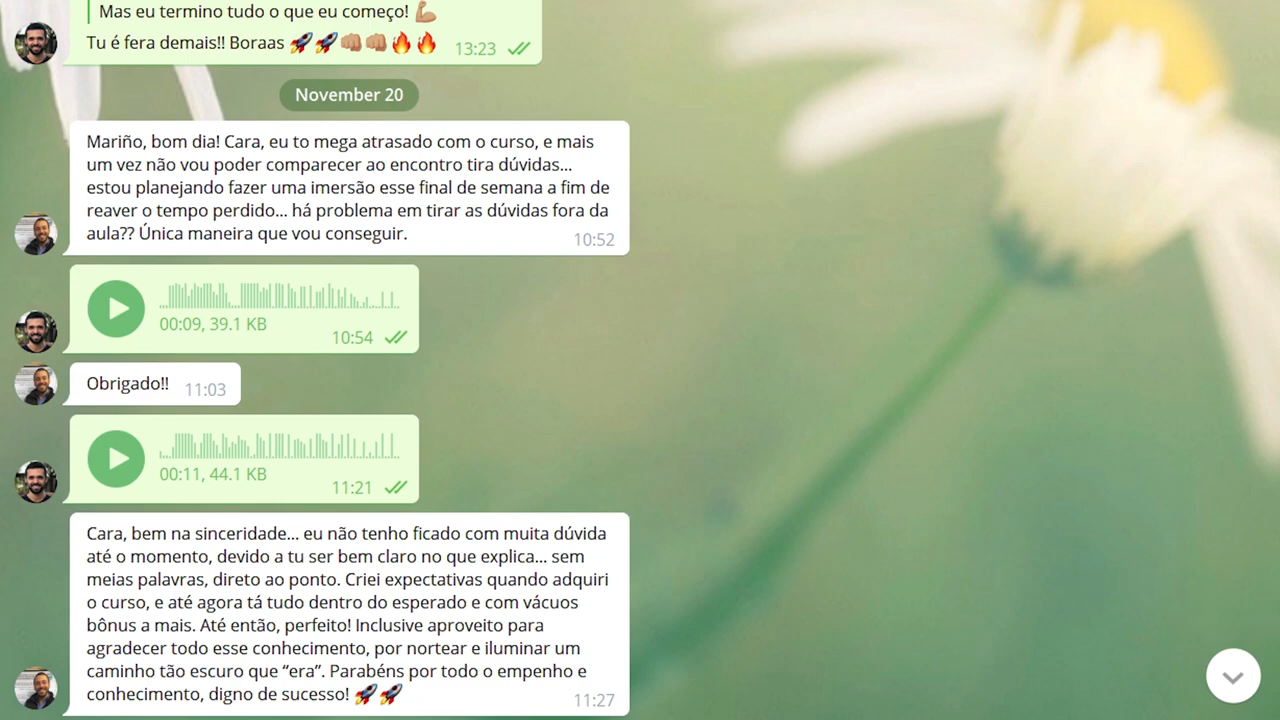 Mas eu termino tudo o que eu começo! 💪🏼
Tu é fera demais!! Boraas 🚀🚀👊🏼👊🏼🔥🔥 13:23
November 20
Mariño, bom dia! Cara, eu to mega atrasado com o curso, e mais
um vez não vou poder comparecer ao encontro tira dúvidas...
estou planejando fazer uma imersão esse final de semana a fim de
reaver o tempo perdido... há problema em tirar as dúvidas fora da
aula?? Única maneira que vou conseguir. 10:52
00:09, 39.1 KB
10:54
Obrigado!! 11:03
00:11, 44.1 KB
11:21
Cara, bem na sinceridade... eu não tenho ficado com muita dúvida
até o momento, devido a tu ser bem claro no que explica... sem
meias palavras, direto ao ponto. Criei expectativas quando adquiri
o curso, e até agora tá tudo dentro do esperado e com vácuos
bônus a mais. Até então, perfeito! Inclusive aproveito para
agradecer todo esse conhecimento, por nortear e iluminar um
caminho tão escuro que “era”. Parabéns por todo o empenho e
conhecimento, digno de sucesso! 🚀🚀 11:27